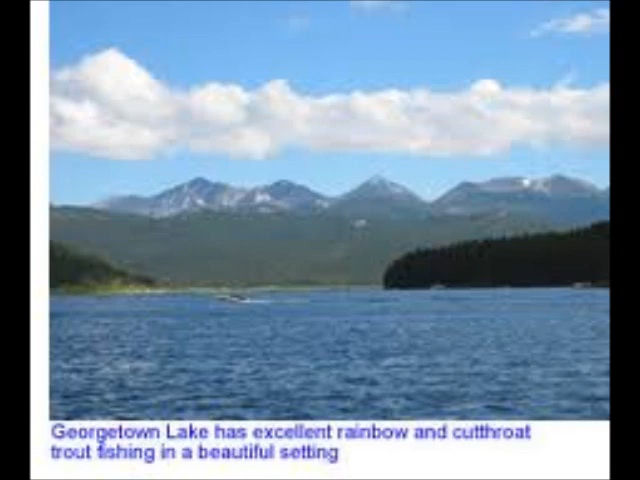 Georgetown Lake has excellent rainbow and cutthroat
trout fishing in a beautiful setting